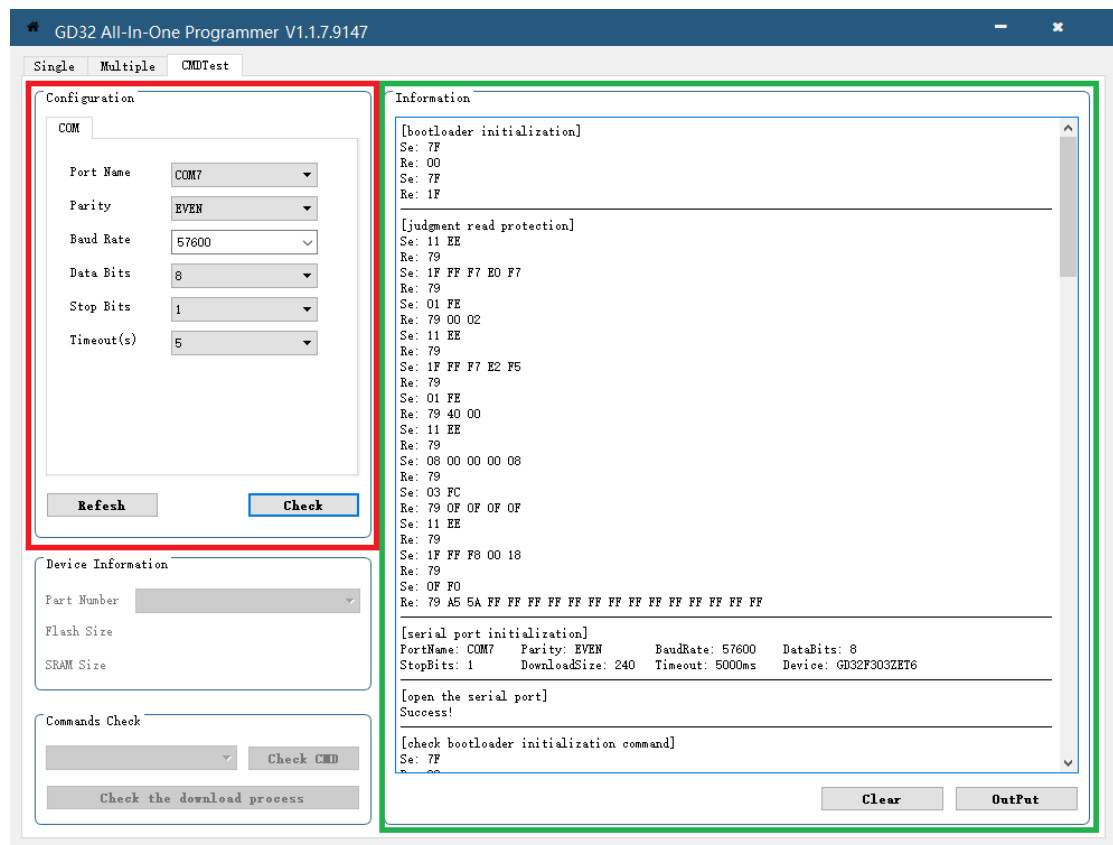 GD32 All-In-One Programmer V1.1.7.9147
Single Multiple CMDTest
Configuration
COM
Port Name COM7
Parity EVEN
Baud Rate 57600
Data Bits 8
Stop Bits 1
Timeout(s) 5
Refesh Check
Device Information
Part Number
Flash Size
SRAM Size
Commands Check
Check CMD
Check the download process
Information
[bootloader initialization]
Se: 7F
Re: 00
Se: 7F
Re: 1F
[judgment read protection]
Se: 11 EE
Re: 79
Se: 1F FF F7 E0 F7
Re: 79
Se: 01 FE
Re: 79 00 02
Se: 11 EE
Re: 79
Se: 1F FF F7 E2 F5
Re: 79
Se: 01 FE
Re: 79 40 00
Se: 11 EE
Re: 79
Se: 08 00 00 00 08
Re: 79
Se: 03 FC
Re: 79 0F 0F 0F 0F
Se: 11 EE
Re: 79
Se: 1F FF F8 00 18
Re: 79
Se: 0F F0
Re: 79 A5 5A FF FF FF FF FF FF FF FF FF FF FF FF FF FF
[serial port initialization]
PortName: COM7 Parity: EVEN BaudRate: 57600 DataBits: 8
StopBits: 1 DownloadSize: 240 Timeout: 5000ms Device: GD32F303ZET6
[open the serial port]
Success!
[check bootloader initialization command]
Se: 7F
Clear OutPut